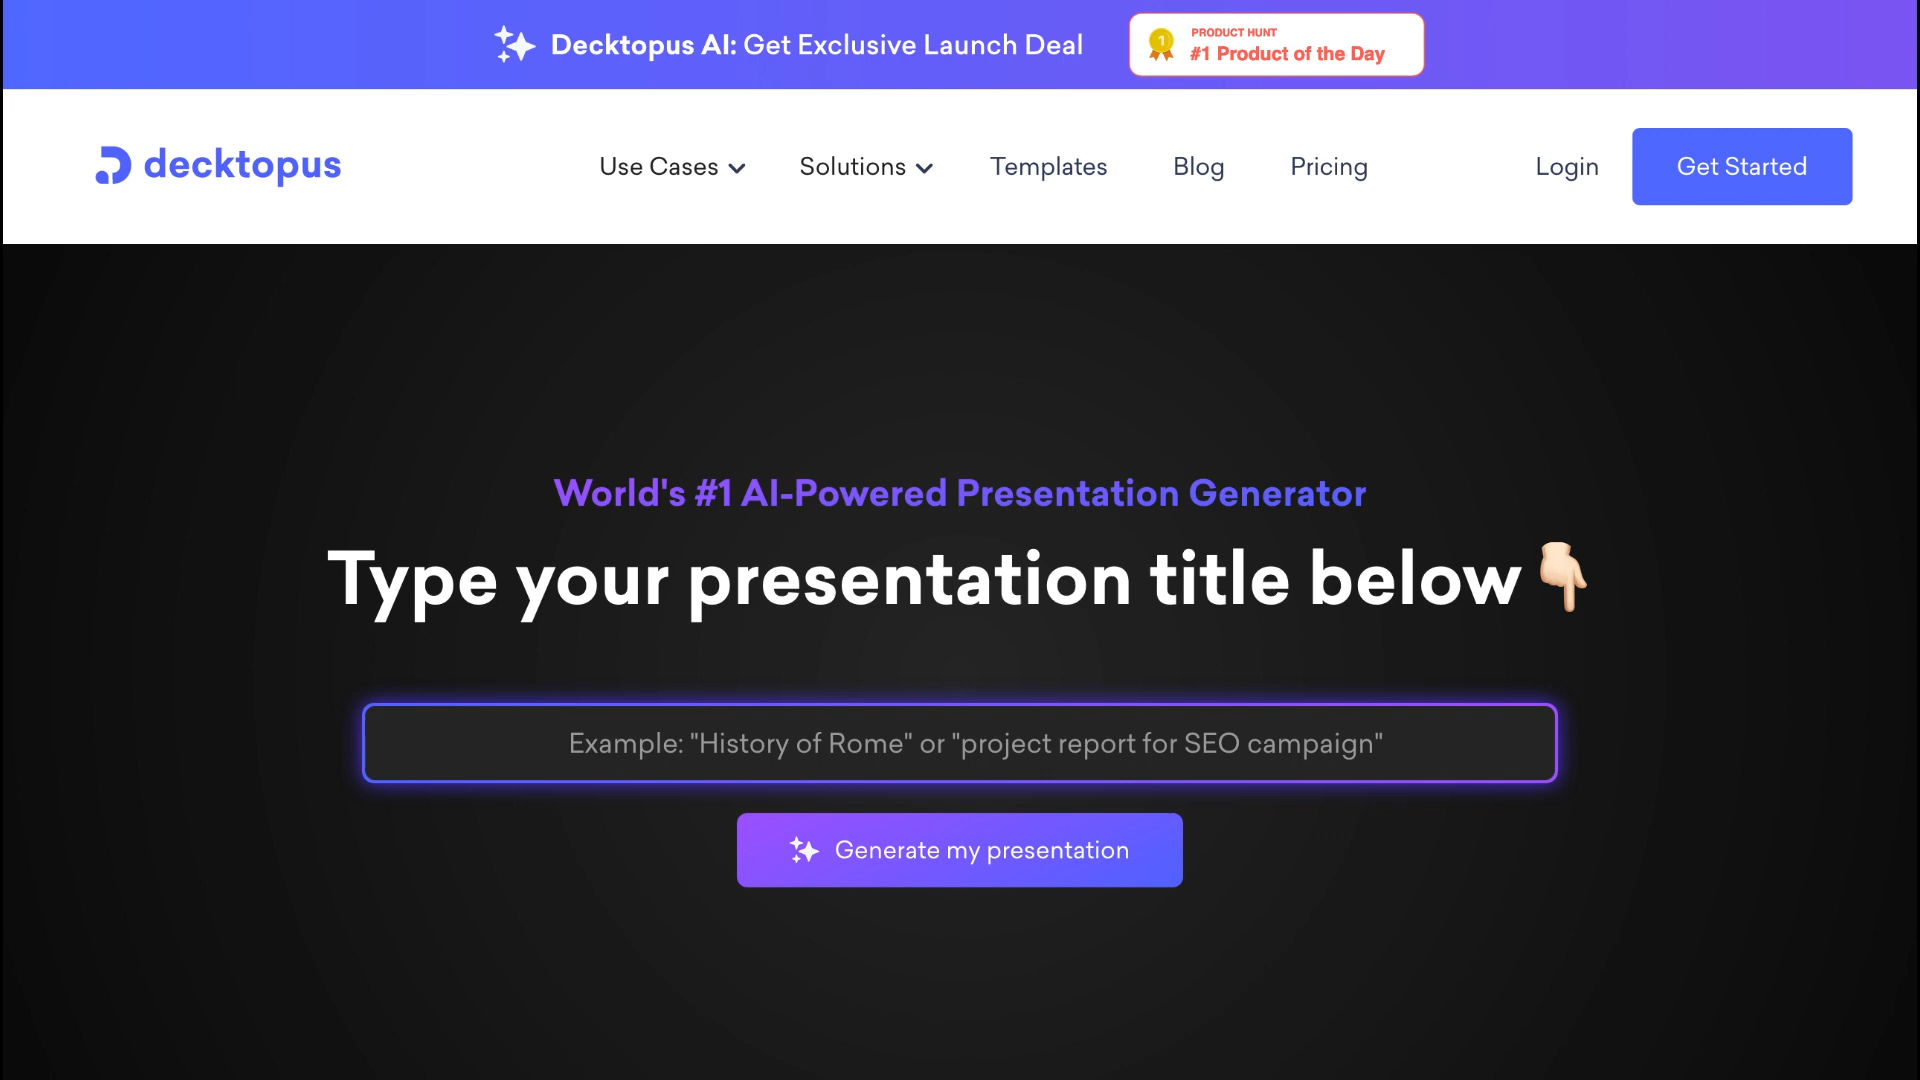 Decktopus AI: Get Exclusive Launch Deal
1
PRODUCT HUNT
#1 Product of the Day
decktopus
Use Cases
Solutions
Templates
Blog
Pricing
Login
Get Started
World's #1 AI-Powered Presentation Generator
Type your presentation title below
Example: "History of Rome" or "project report for SEO campaign"
Generate my presentation